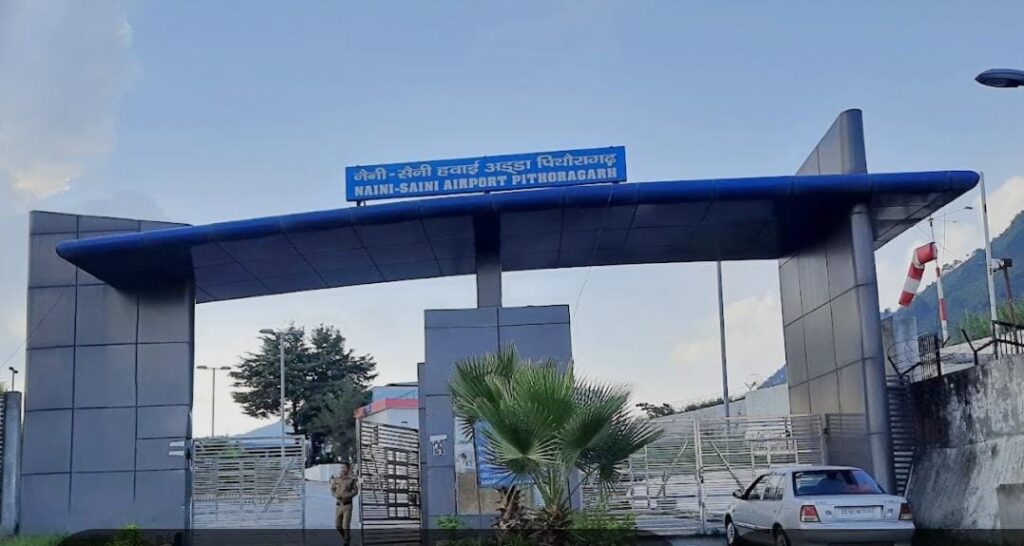 नैनी - सैनी हवाई अड्डा पिथौरागढ़
NAINI-SAINI AIRPORT PITHORAGARH